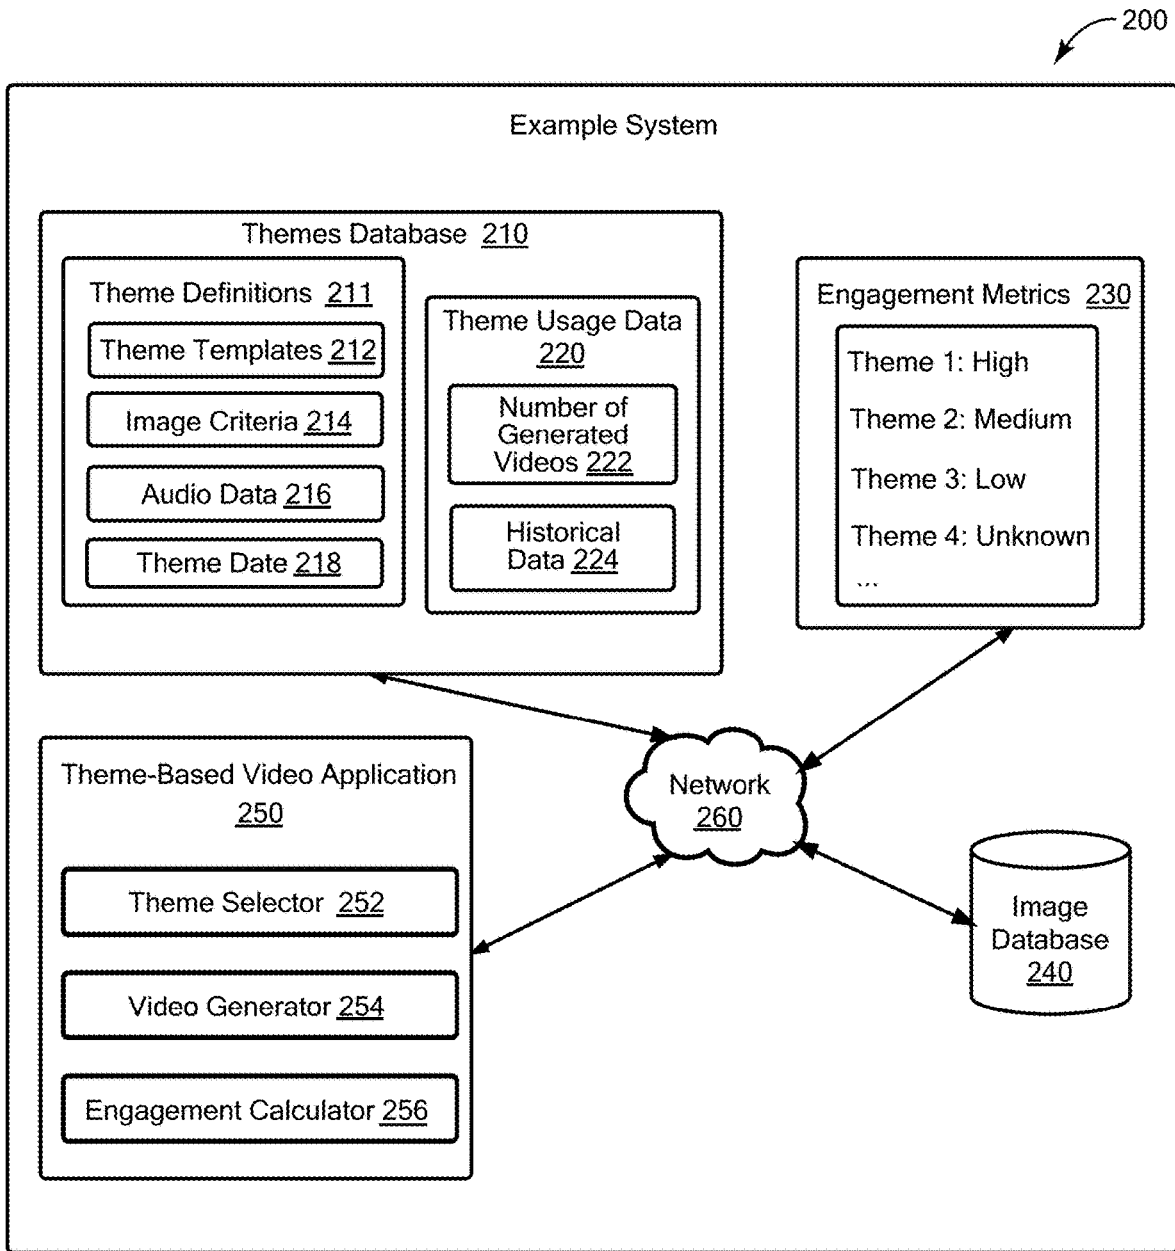 200
Example System
Themes Database 210
Theme Definitions 211
Theme Templates 212
Image Criteria 214
Audio Data 216
Theme Date 218
Theme Usage Data
220
Number of
Generated
Videos 222
Historical
Data 224
Engagement Metrics 230
Theme 1: High
Theme 2: Medium
Theme 3: Low
Theme 4: Unknown
...
Theme-Based Video Application
250
Theme Selector 252
Video Generator 254
Engagement Calculator 256
Network
260
Image
Database
240